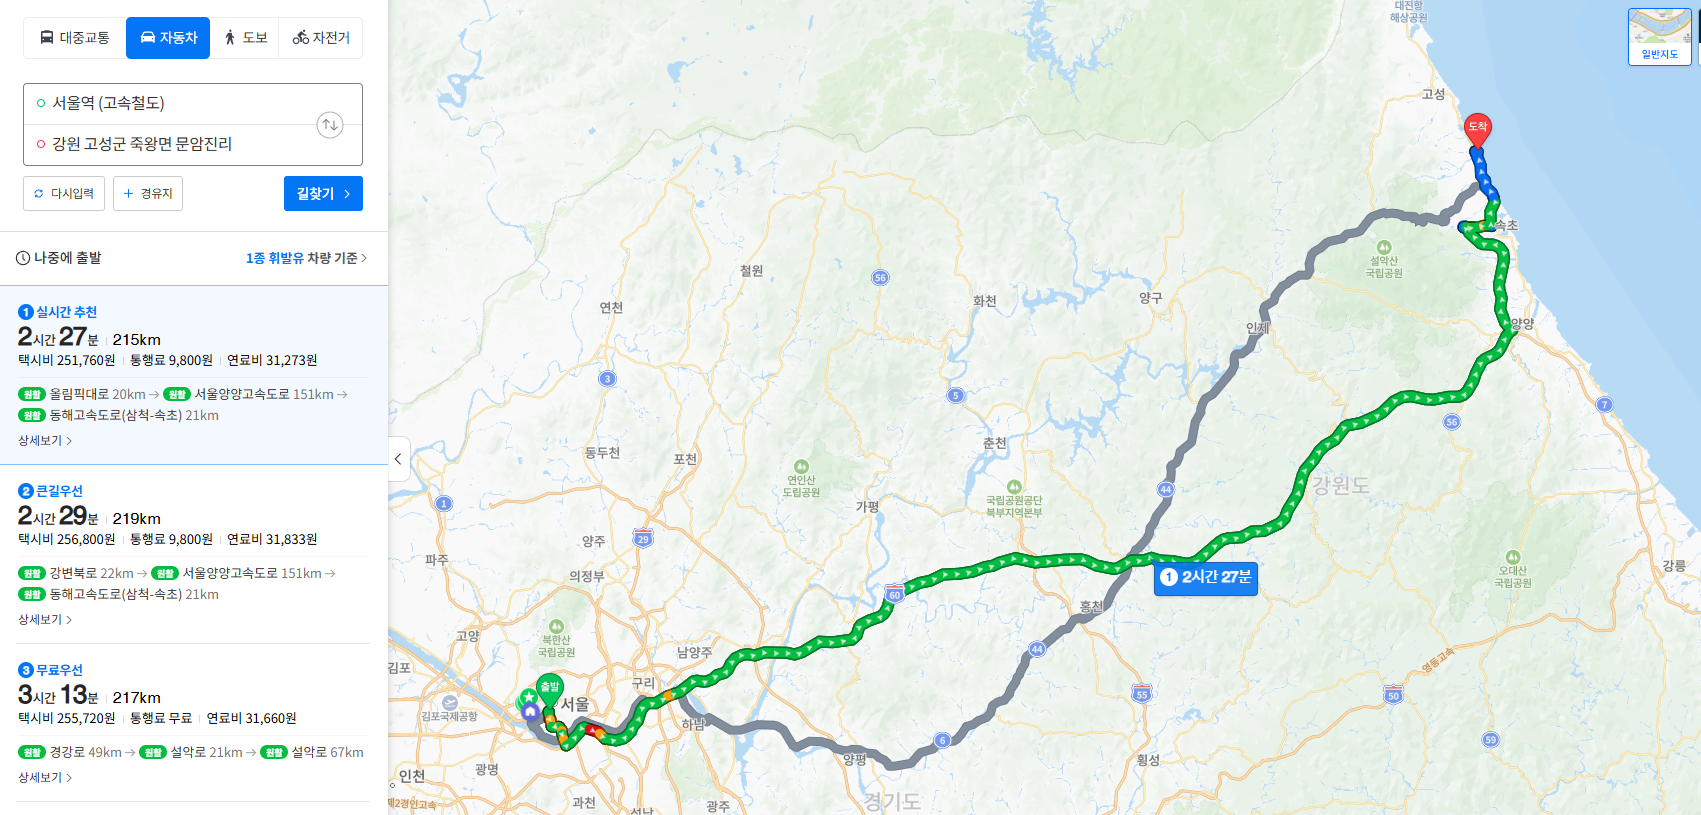 대중교통
자동차
도보
자전거
서울역 (고속철도)
강원 고성군 죽왕면 문암진리
다시입력
경유지
길찾기
나중에 출발
1종 휘발유 차량 기준
1 실시간 추천
2시간 27분 215km
택시비 251,760원 통행료 9,800원 연료비 31,273원
원활 올림픽대로 20km → 원활 서울양양고속도로 151km →
원활 동해고속도로(삼척-속초) 21km
상세보기
2 큰길우선
2시간 29분 219km
택시비 256,800원 통행료 9,800원 연료비 31,833원
원활 강변북로 22km → 원활 서울양양고속도로 151km →
원활 동해고속도로(삼척-속초) 21km
상세보기
3 무료우선
3시간 13분 217km
택시비 255,720원 통행료 무료 연료비 31,660원
원활 경강로 49km → 원활 설악로 21km → 원활 설악로 67km
상세보기
대진항
해상공원
일반지도
고성
도착
속초
설악산
국립공원
철원
56
화천
양구
연천
인제
양양
3
5
7
56
동두천
포천
춘천
연인산
도립공원
국립공원공단
북부지역본부
44
강원도
1
가평
29
양주
파주
의정부
60
1 2시간 27분
오대산
국립공원
강릉
홍천
북한산
국립공원
고양
김포
남양주
44
영동고속
구리
출발
서울
김포국제공항
55
50
하남
6
59
양평
횡성
광명
인천
과천
성남
광주
경기도
제2경인고속